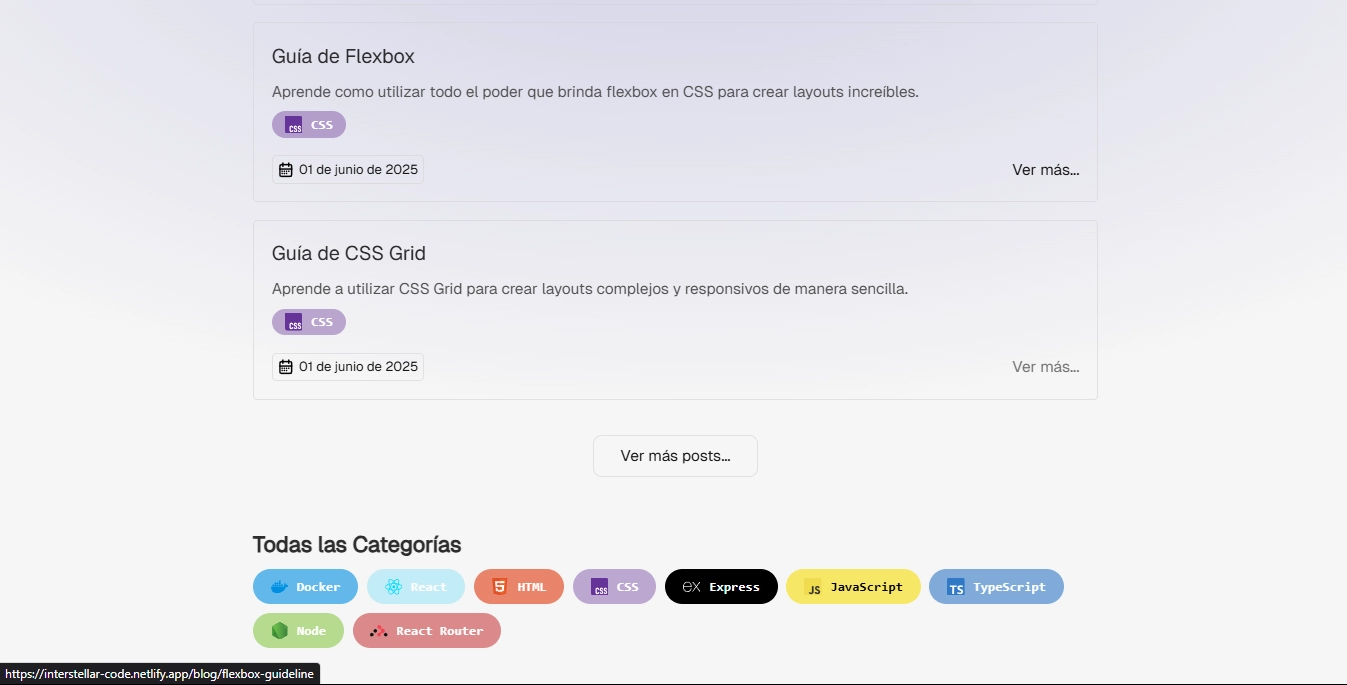 Guía de Flexbox
Aprende como utilizar todo el poder que brinda flexbox en CSS para crear layouts increíbles.
CSS CSS
01 de junio de 2025 Ver más...
Guía de CSS Grid
Aprende a utilizar CSS Grid para crear layouts complejos y responsivos de manera sencilla.
CSS CSS
01 de junio de 2025 Ver más...
Ver más posts...
Todas las Categorías
Docker React 5 HTML CSS CSS ex Express JS JavaScript TS TypeScript
Node React Router
https://interstellar-code.netlify.app/blog/flexbox-guideline